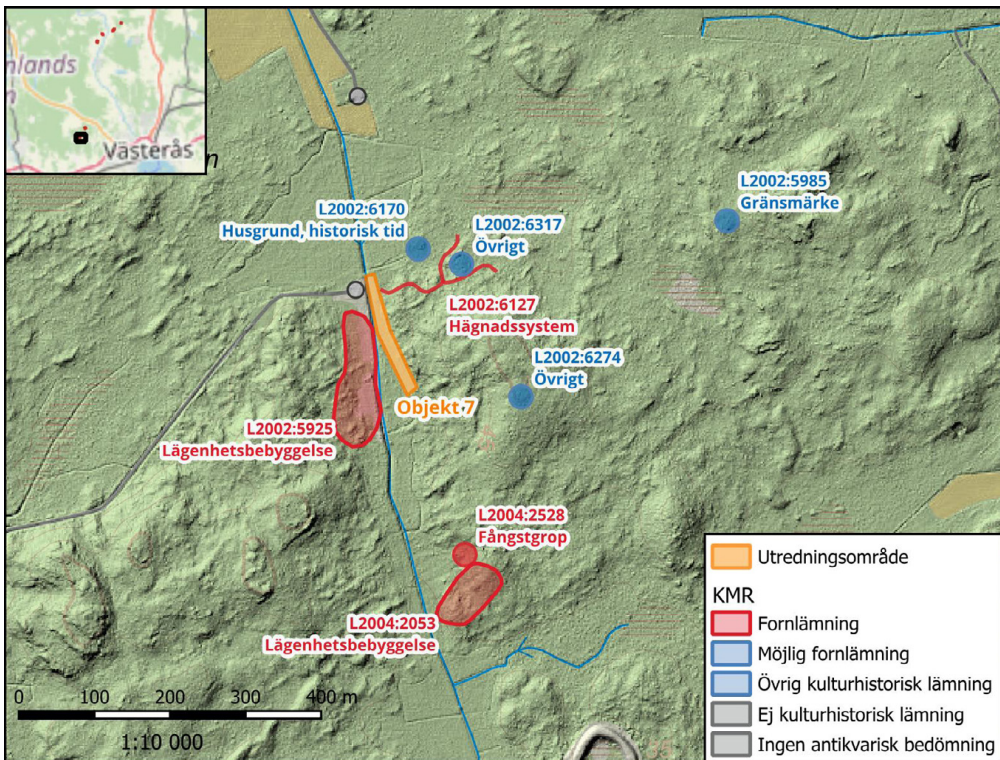 nlands
n
Västerås
n
L2002:5985
Gränsmärke
L2002:6170
Husgrund, historisk tid
L2002:6317
Övrigt
L2002:6127
Hägnadssystem
L2002:6274
Övrigt
Objekt 7
L2002:5925
Lägenhetsbebyggelse
L2004:2528
Fångstgrop
L2004:2053
Lägenhetsbebyggelse
Utredningsområde
KMR
Fornlämning
Möjlig fornlämning
Övrig kulturhistorisk lämning
Ej kulturhistorisk lämning
Ingen antikvarisk bedömning
0 100 200 300 400 m
1:10 000